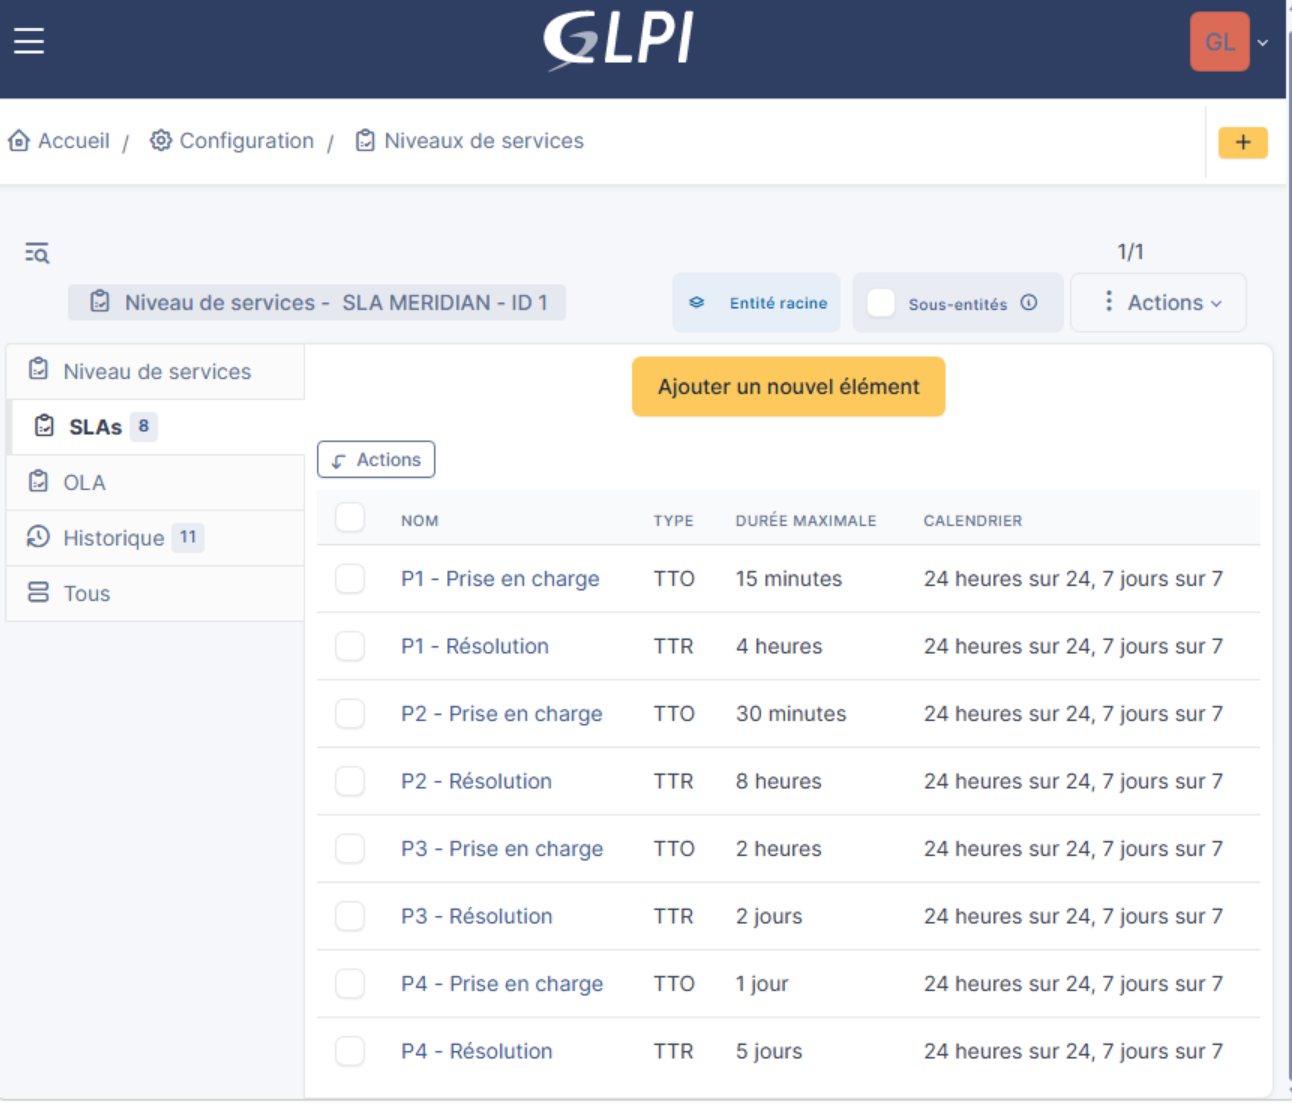 GLPI
GL
Accueil / Configuration / Niveaux de services
+
1/1
Niveau de services - SLA MERIDIAN - ID 1
Entité racine
Sous-entités
Actions
Niveau de services
SLAs 8
OLA
Historique 11
Tous
Ajouter un nouvel élément
Actions
NOM TYPE DURÉE MAXIMALE CALENDRIER
P1 - Prise en charge TTO 15 minutes 24 heures sur 24, 7 jours sur 7
P1 - Résolution TTR 4 heures 24 heures sur 24, 7 jours sur 7
P2 - Prise en charge TTO 30 minutes 24 heures sur 24, 7 jours sur 7
P2 - Résolution TTR 8 heures 24 heures sur 24, 7 jours sur 7
P3 - Prise en charge TTO 2 heures 24 heures sur 24, 7 jours sur 7
P3 - Résolution TTR 2 jours 24 heures sur 24, 7 jours sur 7
P4 - Prise en charge TTO 1 jour 24 heures sur 24, 7 jours sur 7
P4 - Résolution TTR 5 jours 24 heures sur 24, 7 jours sur 7